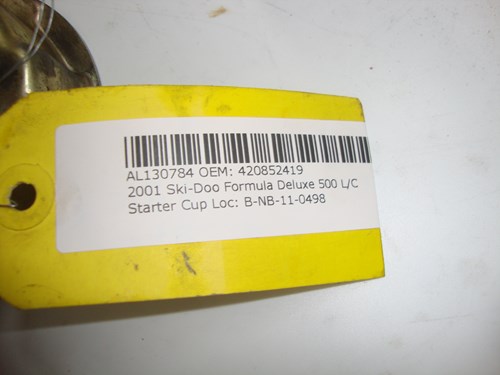 AL130784 OEM: 420852419
2001 Ski-Doo Formula Deluxe 500 L/C
Starter Cup Loc: B-NB-11-0498